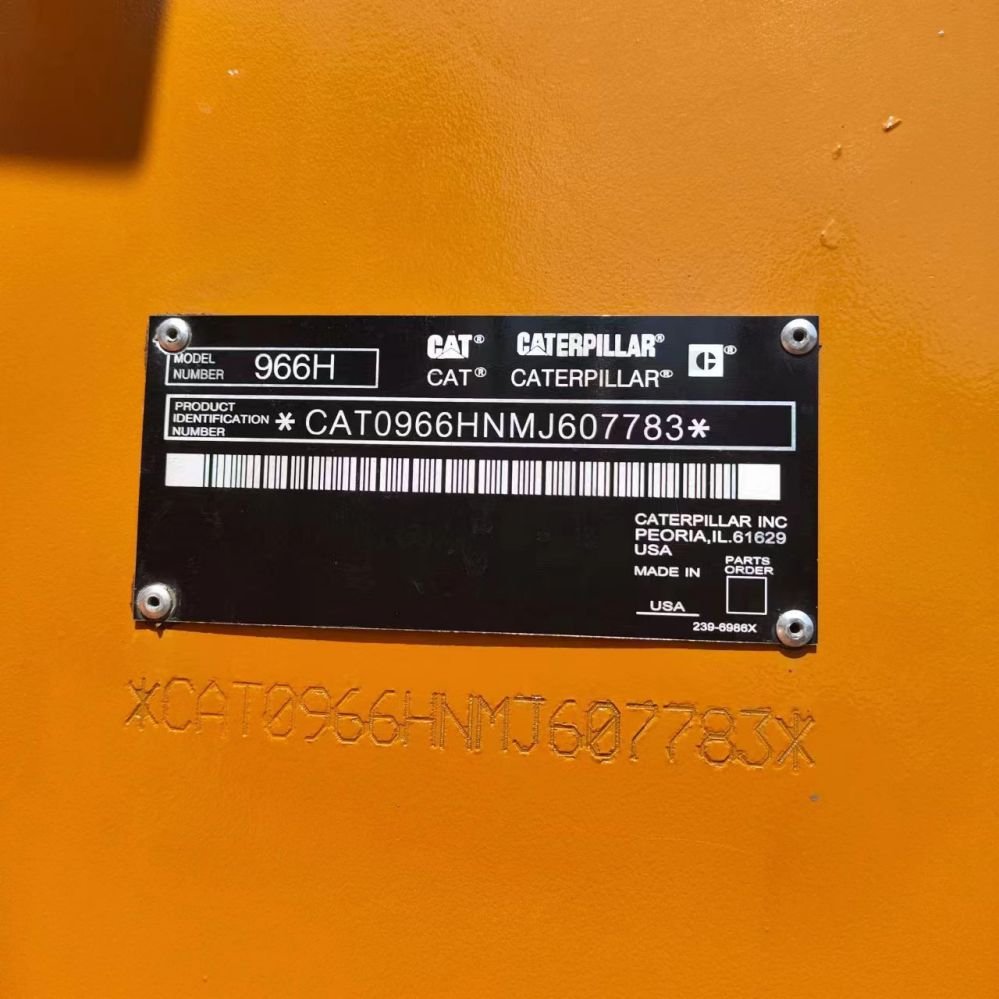 MODEL NUMBER 966H
CAT® CATERPILLAR® C®
CAT® CATERPILLAR®
PRODUCT
IDENTIFICATION
NUMBER
*CAT0966HNMJ607783*
CATERPILLAR INC
PEORIA,IL.61629
USA
MADE IN
USA
PARTS
ORDER
239-6986X
*CAT0966HNMJ607783*